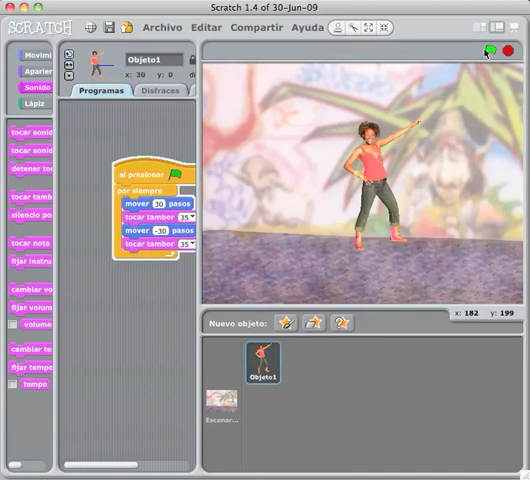 Scratch 1.4 of 30-Jun-09
SCRATCH
Archivo Editar Compartir Ayuda
Movimi
Aparier
Sonido
Lápiz
Objeto1
x: 30 y: 0 di
Programas
Disfraces
tocar sonid
tocar sonid
detener to
tocar tamb
silencio po
tocar nota
fijar instru
cambiar vo
fijar volum
volume
cambiar te
fijar tempo
tempo
al presionar
por siempre
mover 30 pasos
tocar tambor 35
mover -30 pasos
tocar tambor 35
x: 182 y: 199
Nuevo objeto:
Objeto1
Escenar...